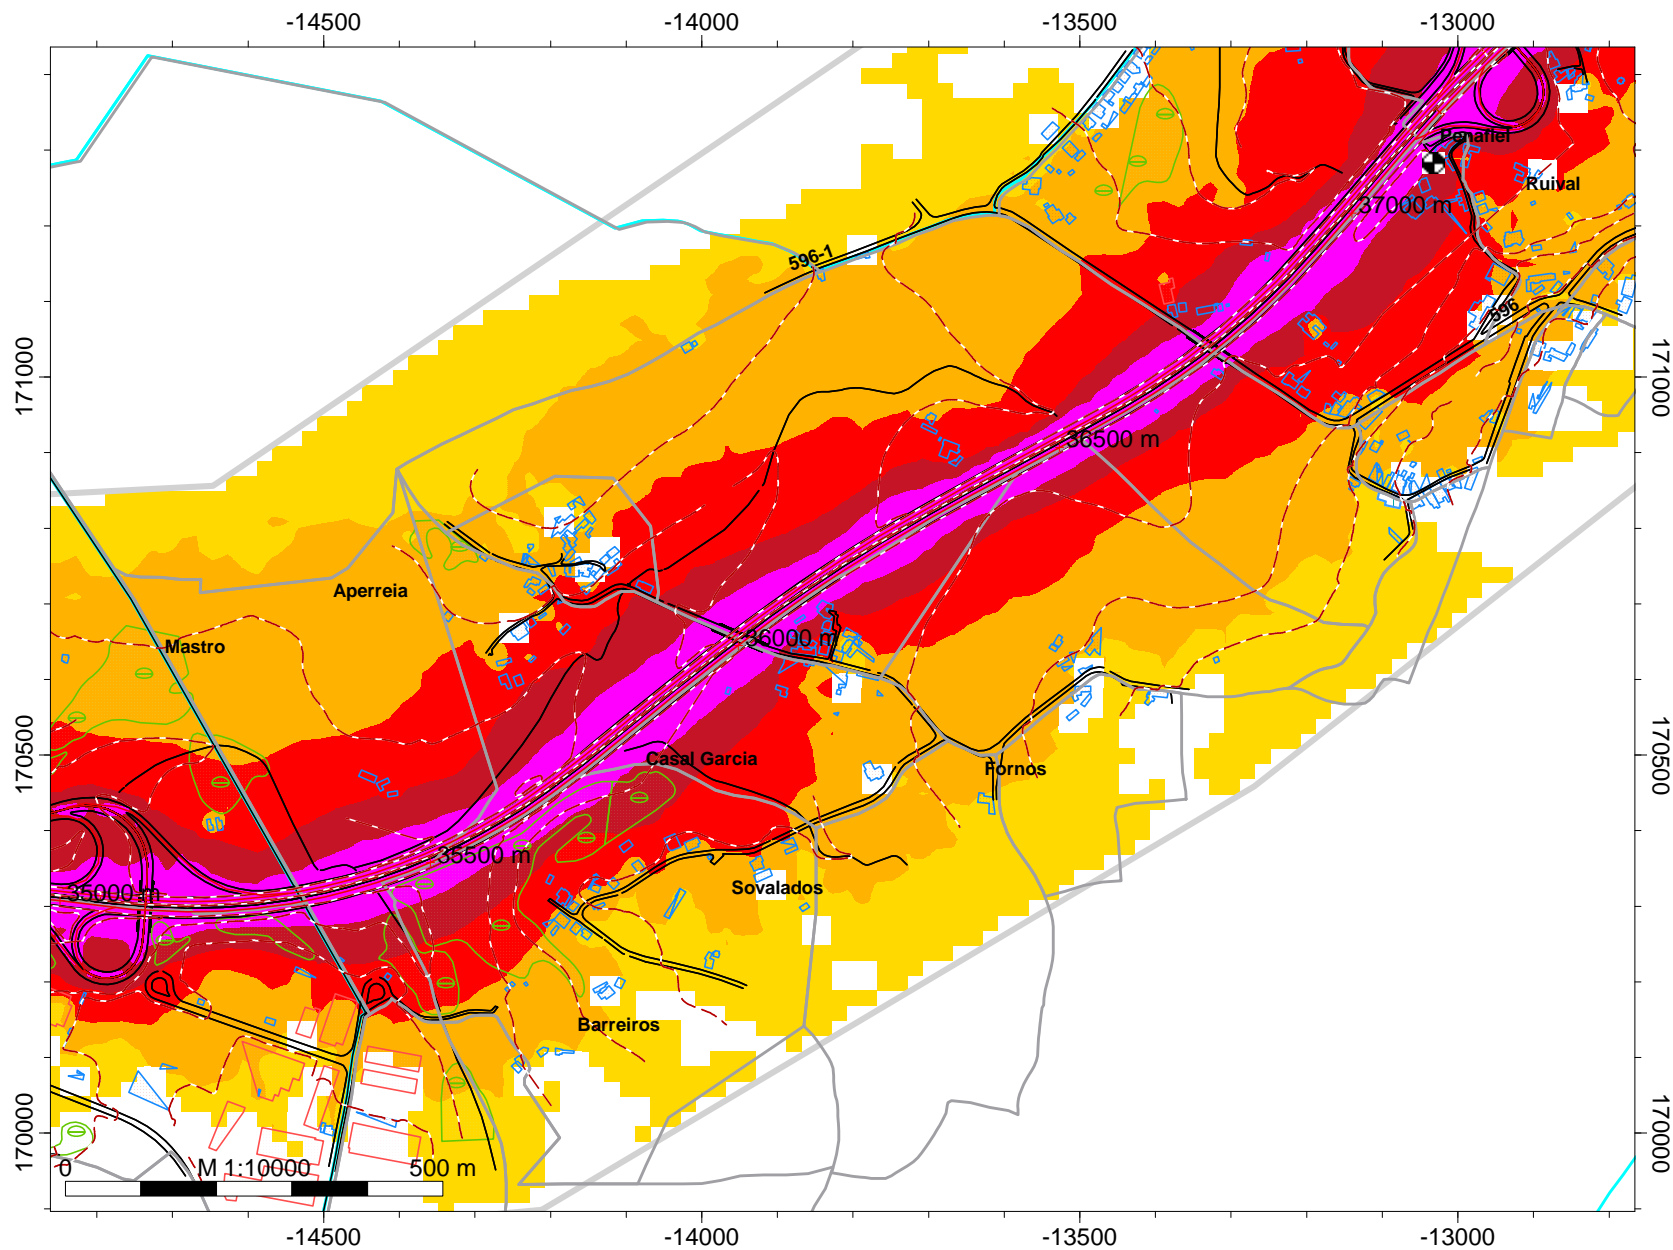 -14500 -14000 -13500 -13000
Penafiel
Ruival
37000 m
596-1
596
171000 171000
36500 m
Aperreia
36000 m
Mastro
170500 170500
Casal Garcia
Fornos
35500 m
35000 m
Sovalados
Barreiros
170000 170000
0 M 1:10000 500 m
-14500 -14000 -13500 -13000